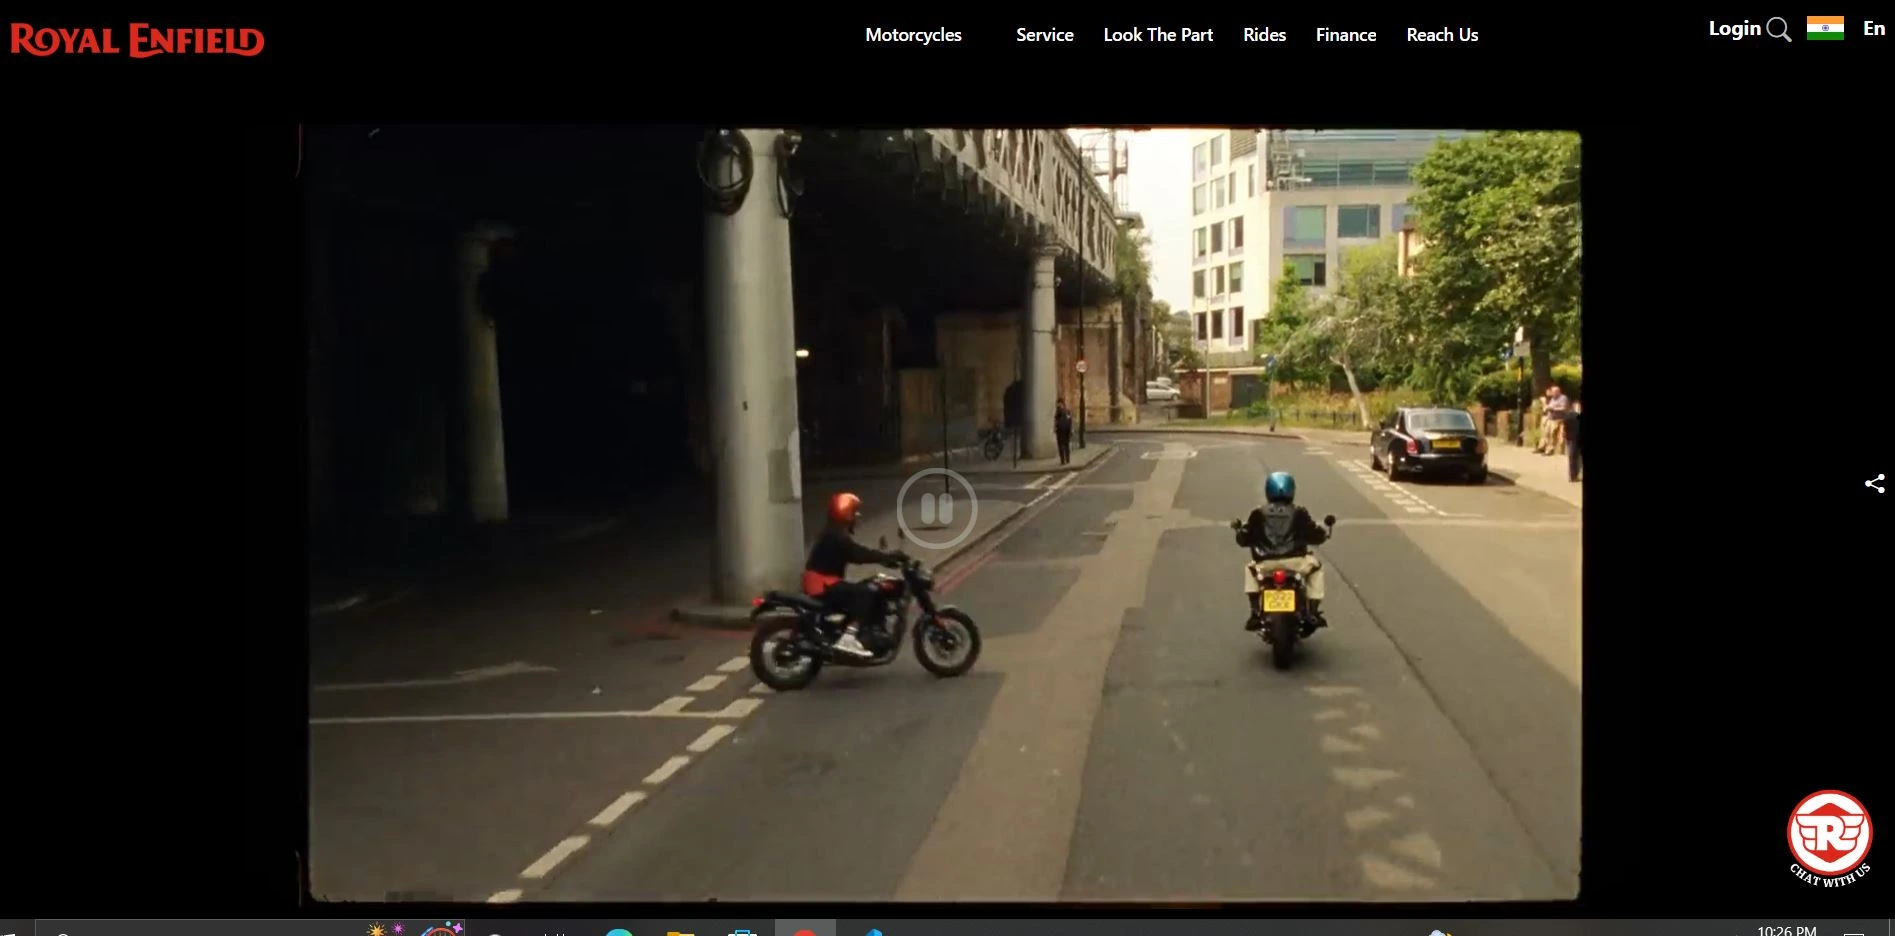 ROYAL ENFIELD
Motorcycles Service Look The Part Rides Finance Reach Us
Login En
R
CHAT WITH US
10:26 PM